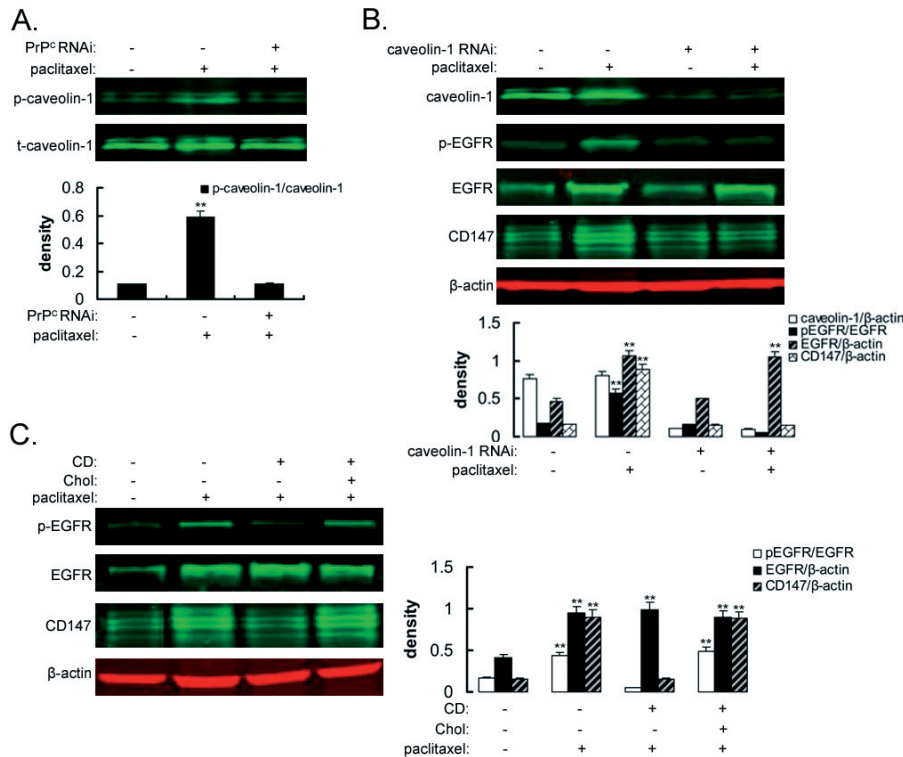 A.
PrPᶜ RNAi: - - +
paclitaxel: - + +
p-caveolin-1
t-caveolin-1
p-caveolin-1/caveolin-1
density
0.8
0.6
0.4
0.2
0
**
PrPᶜ RNAi: - - +
paclitaxel: - + +
B.
caveolin-1 RNAi: - - + +
paclitaxel: - + - +
caveolin-1
p-EGFR
EGFR
CD147
β-actin
caveolin-1/β-actin
pEGFR/EGFR
EGFR/β-actin
CD147/β-actin
density
1.5
1
0.5
0
** ** ** **
caveolin-1 RNAi: - - + +
paclitaxel: - + - +
C.
CD: - - + +
Chol: - - - +
paclitaxel: - + + +
p-EGFR
EGFR
CD147
β-actin
pEGFR/EGFR
EGFR/β-actin
CD147/β-actin
density
1.5
1
0.5
0
** ** ** ** ** ** **
CD: - - + +
Chol: - - - +
paclitaxel: - + + +